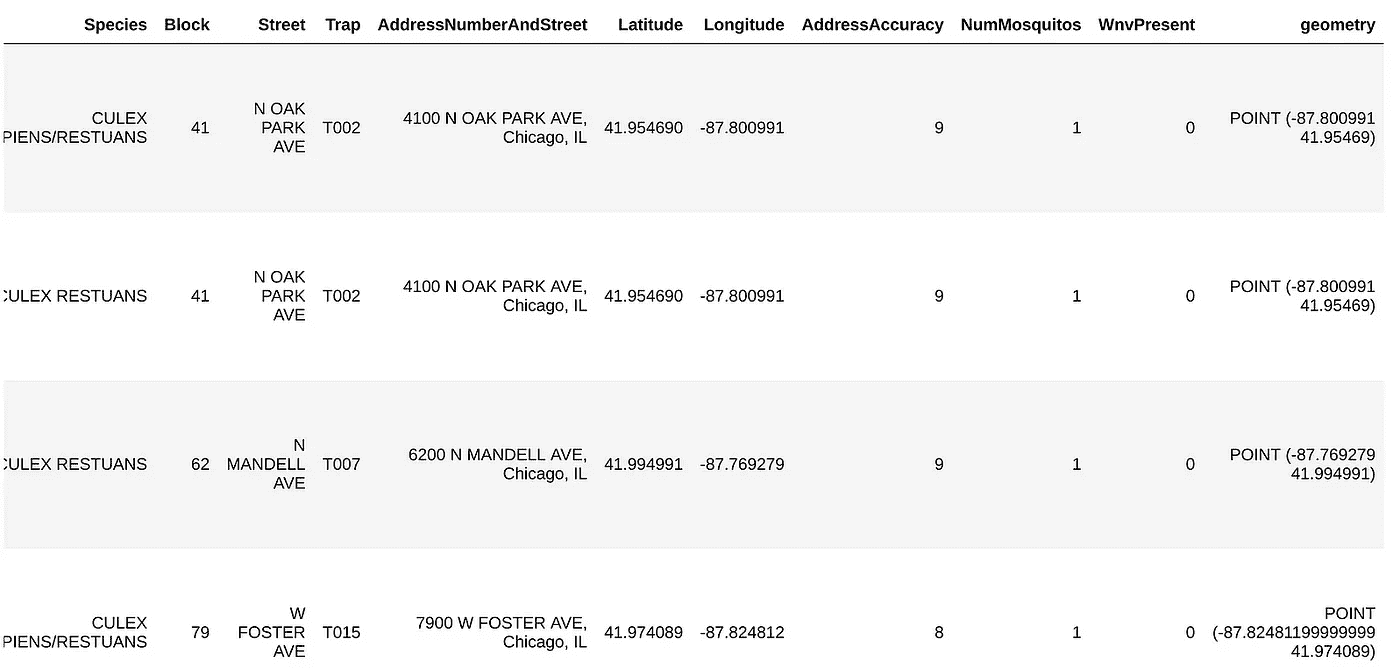 Species Block Street Trap AddressNumberAndStreet Latitude Longitude AddressAccuracy NumMosquitos WnvPresent geometry
CULEX PIENS/RESTUANS 41 N OAK PARK AVE T002 4100 N OAK PARK AVE, Chicago, IL 41.954690 -87.800991 9 1 0 POINT (-87.800991 41.95469)
CULEX RESTUANS 41 N OAK PARK AVE T002 4100 N OAK PARK AVE, Chicago, IL 41.954690 -87.800991 9 1 0 POINT (-87.800991 41.95469)
CULEX RESTUANS 62 N MANDELL AVE T007 6200 N MANDELL AVE, Chicago, IL 41.994991 -87.769279 9 1 0 POINT (-87.769279 41.994991)
CULEX PIENS/RESTUANS 79 W FOSTER AVE T015 7900 W FOSTER AVE, Chicago, IL 41.974089 -87.824812 8 1 0 POINT (-87.82481199999999 41.974089)